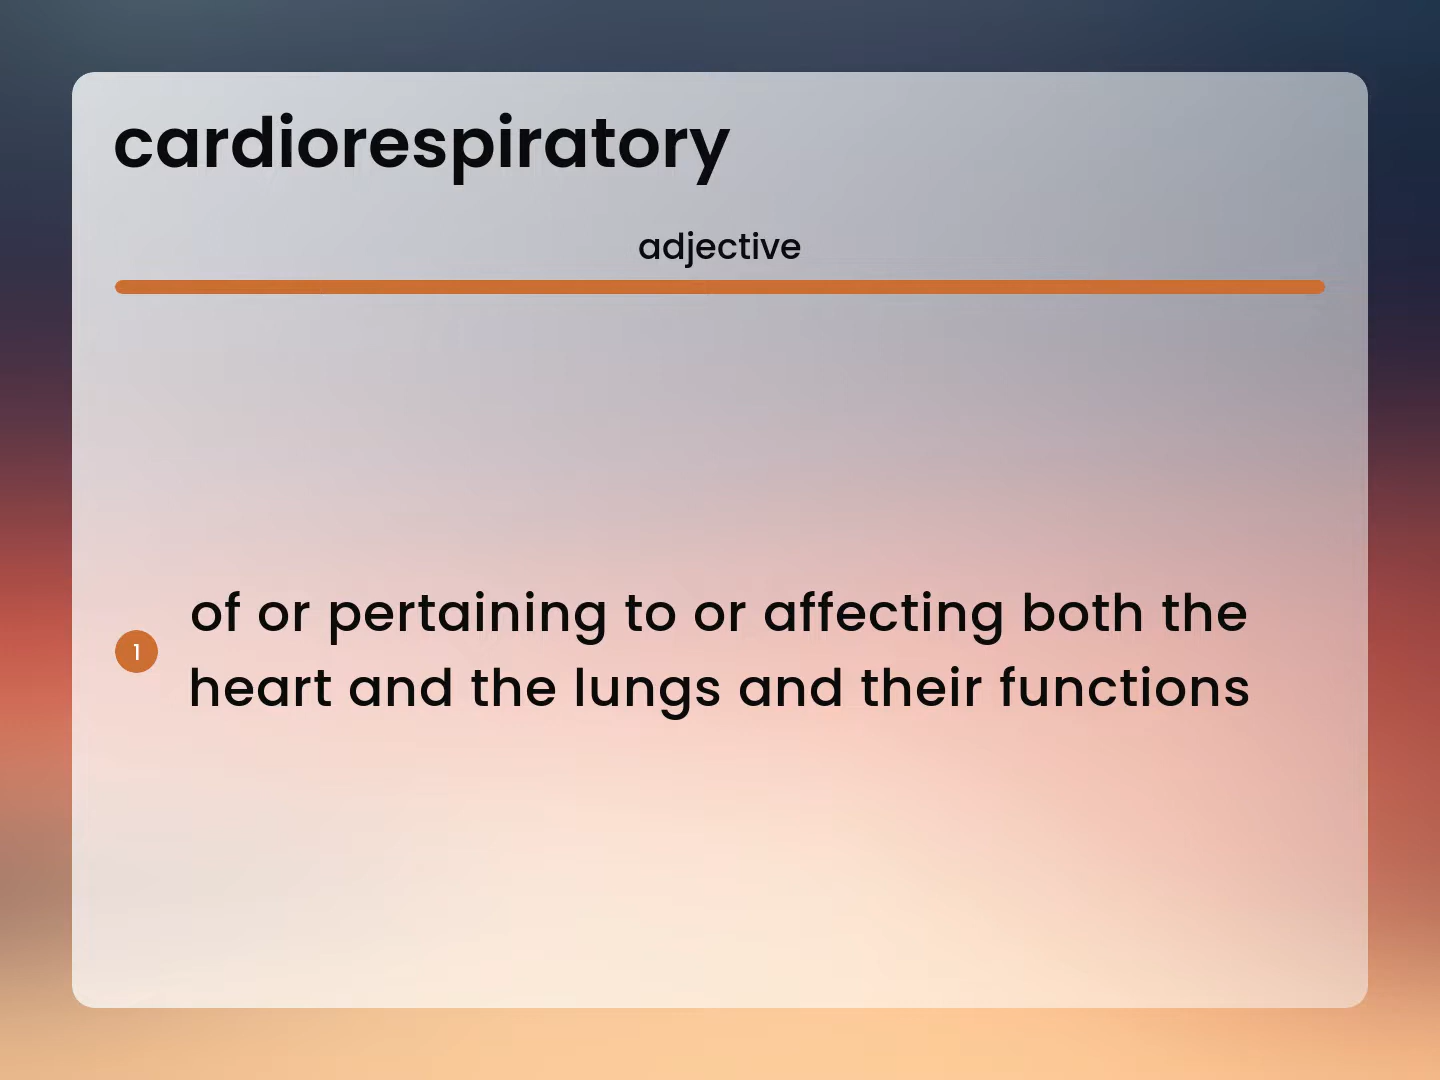 cardiorespiratory
adjective
1
of or pertaining to or affecting both the
heart and the lungs and their functions